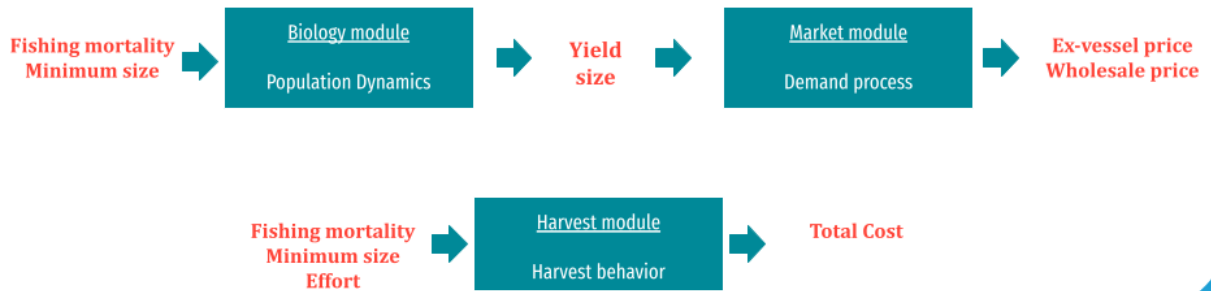 Fishing mortality
Minimum size
Biology module
Population Dynamics
Yield
size
Market module
Demand process
Ex-vessel price
Wholesale price
Fishing mortality
Minimum size
Effort
Harvest module
Harvest behavior
Total Cost